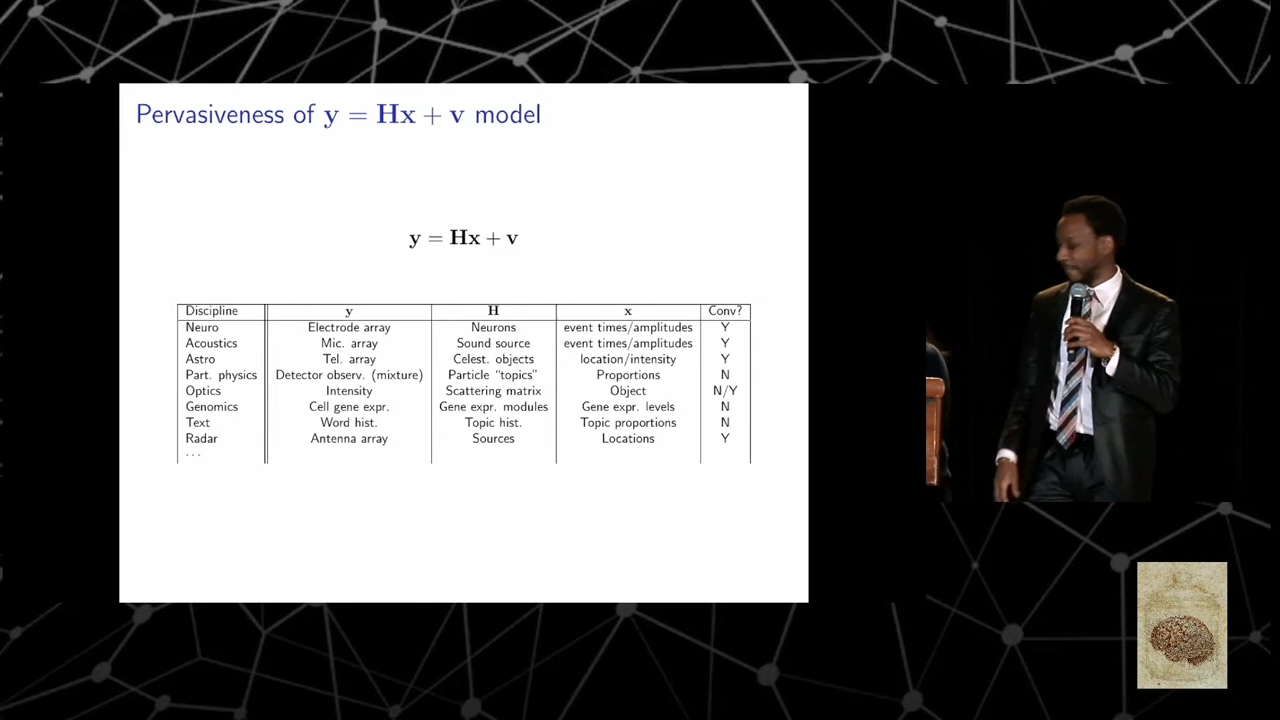 Pervasiveness of y = Hx + v model
y = Hx + v
Discipline y H x Conv?
Neuro Electrode array Neurons event times/amplitudes Y
Acoustics Mic. array Sound source event times/amplitudes Y
Astro Tel. array Celest. objects location/intensity Y
Part. physics Detector observ. (mixture) Particle “topics” Proportions N
Optics Intensity Scattering matrix Object N/Y
Genomics Cell gene expr. Gene expr. modules Gene expr. levels N
Text Word hist. Topic hist. Topic proportions N
Radar Antenna array Sources Locations Y
...